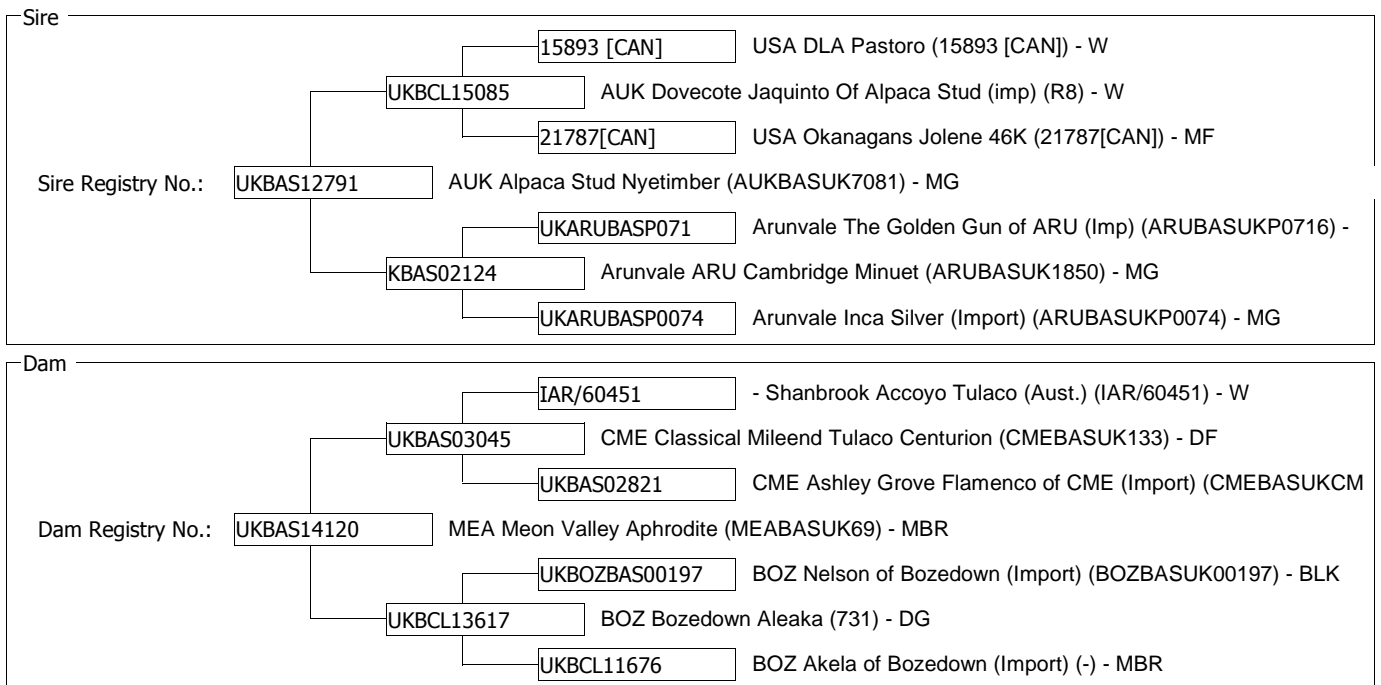 Sire
15893 [CAN] USA DLA Pastoro (15893 [CAN]) - W
UKBCL15085 AUK Dovecote Jaquinto Of Alpaca Stud (imp) (R8) - W
21787[CAN] USA Okanagans Jolene 46K (21787[CAN]) - MF
Sire Registry No.: UKBAS12791 AUK Alpaca Stud Nyetimber (AUKBASUK7081) - MG
UKARUBASP071 Arunvale The Golden Gun of ARU (Imp) (ARUBASUKP0716) -
KBAS02124 Arunvale ARU Cambridge Minuet (ARUBASUK1850) - MG
UKARUBASP0074 Arunvale Inca Silver (Import) (ARUBASUKP0074) - MG
Dam
IAR/60451 - Shanbrook Accoyo Tulaco (Aust.) (IAR/60451) - W
UKBAS03045 CME Classical Mileend Tulaco Centurion (CMEBASUK133) - DF
UKBAS02821 CME Ashley Grove Flamenco of CME (Import) (CMEBASUKCM
Dam Registry No.: UKBAS14120 MEA Meon Valley Aphrodite (MEABASUK69) - MBR
UKBOZBAS00197 BOZ Nelson of Bozedown (Import) (BOZBASUK00197) - BLK
UKBCL13617 BOZ Bozedown Aleaka (731) - DG
UKBCL11676 BOZ Akela of Bozedown (Import) (-) - MBR